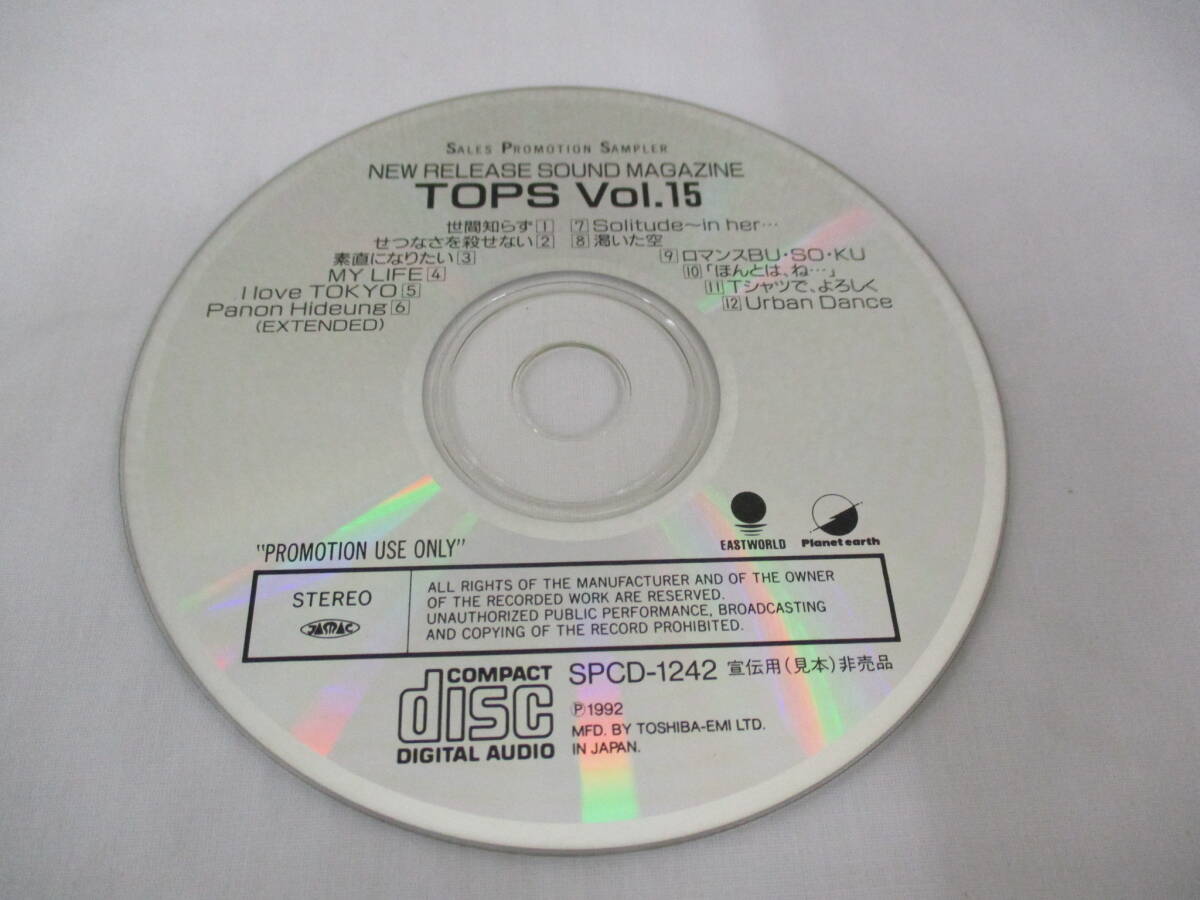 SALES PROMOTION SAMPLER
NEW RELEASE SOUND MAGAZINE
TOPS Vol.15
世間知らず 1
せつなさを殺せない 2
素直になりたい 3
MY LIFE 4
I love TOKYO 5
Panon Hideung 6
(EXTENDED)
7 Solitude~in her…
8 渇いた空
9 ロマンスBU・SO・KU
10 「ほんとは、ね…」
11 Tシャツで、よろしく
12 Urban Dance
EASTWORLD
Planet earth
"PROMOTION USE ONLY"
STEREO
JASRAC
ALL RIGHTS OF THE MANUFACTURER AND OF THE OWNER
OF THE RECORDED WORK ARE RESERVED.
UNAUTHORIZED PUBLIC PERFORMANCE, BROADCASTING
AND COPYING OF THE RECORD PROHIBITED.
COMPACT
disc
DIGITAL AUDIO
SPCD-1242 宣伝用(見本)非売品
Ⓟ1992
MFD. BY TOSHIBA-EMI LTD.
IN JAPAN.